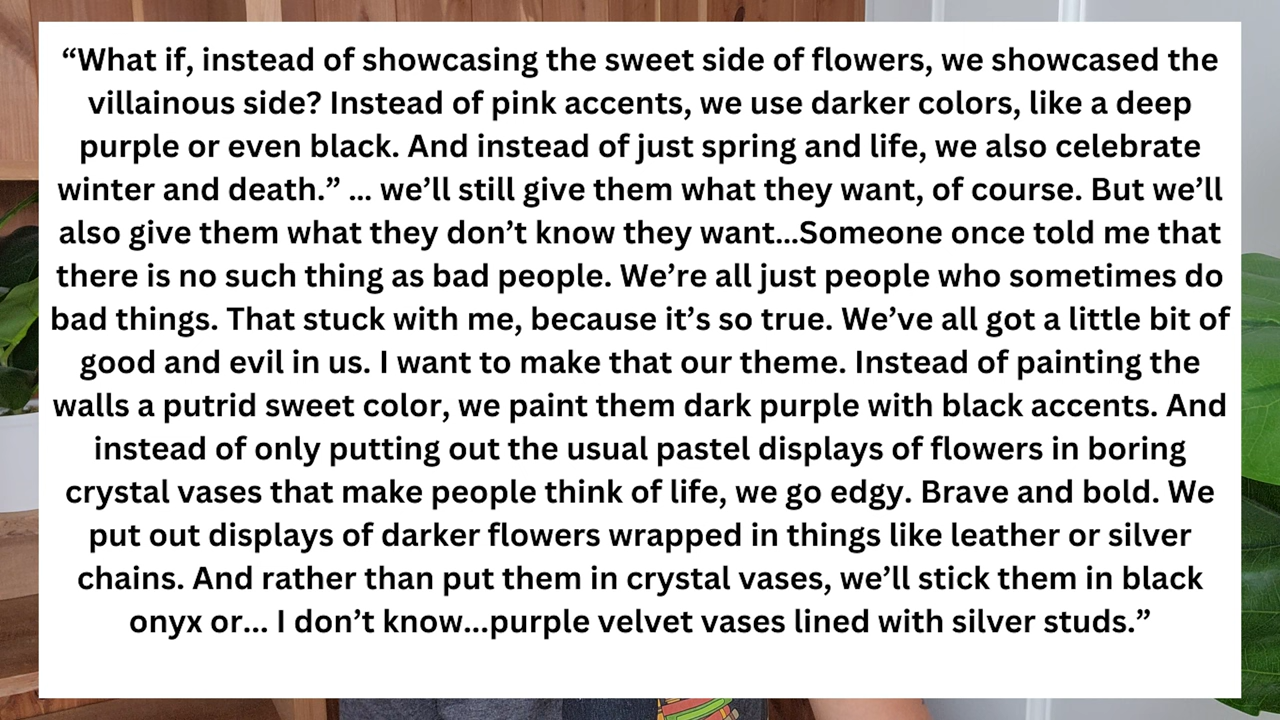 “What if, instead of showcasing the sweet side of flowers, we showcased the
villainous side? Instead of pink accents, we use darker colors, like a deep
purple or even black. And instead of just spring and life, we also celebrate
winter and death.” ... we’ll still give them what they want, of course. But we’ll
also give them what they don’t know they want...Someone once told me that
there is no such thing as bad people. We’re all just people who sometimes do
bad things. That stuck with me, because it’s so true. We’ve all got a little bit of
good and evil in us. I want to make that our theme. Instead of painting the
walls a putrid sweet color, we paint them dark purple with black accents. And
instead of only putting out the usual pastel displays of flowers in boring
crystal vases that make people think of life, we go edgy. Brave and bold. We
put out displays of darker flowers wrapped in things like leather or silver
chains. And rather than put them in crystal vases, we’ll stick them in black
onyx or... I don’t know...purple velvet vases lined with silver studs.”